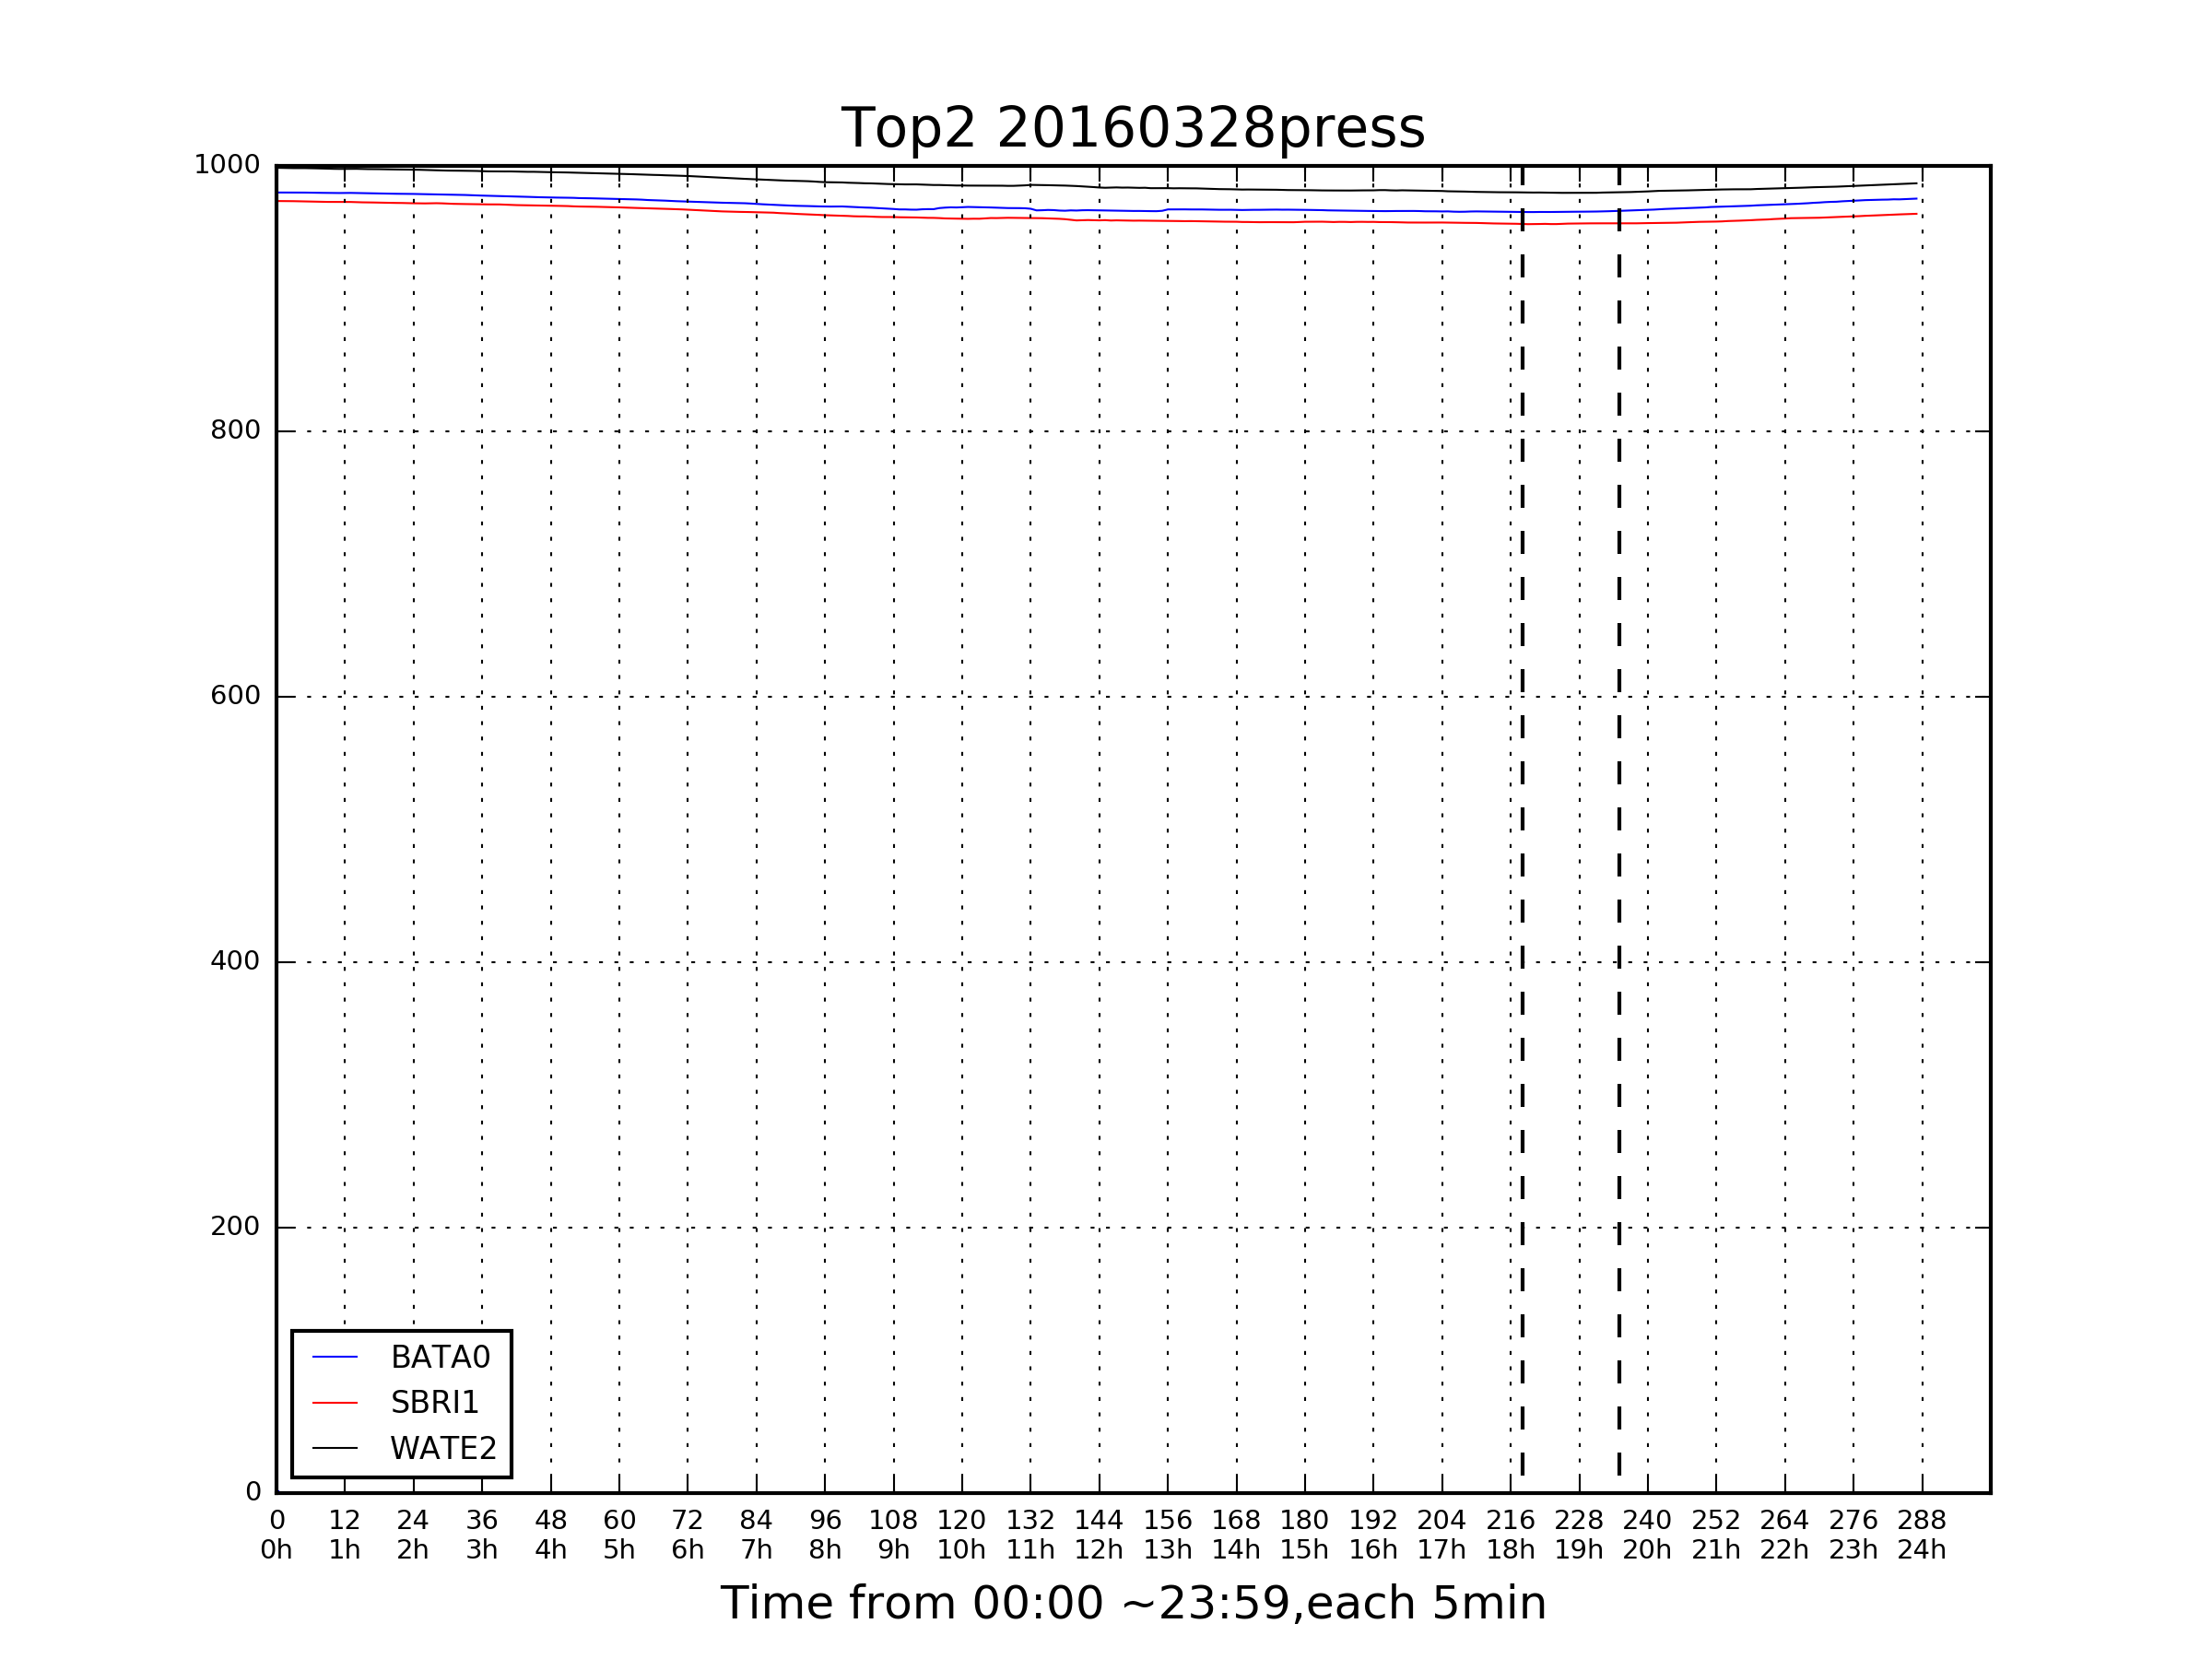 Top2 20160328press
1000
800
600
400
200
0
BATA0
SBRI1
WATE2
0 12 24 36 48 60 72 84 96 108 120 132 144 156 168 180 192 204 216 228 240 252 264 276 288
0h 1h 2h 3h 4h 5h 6h 7h 8h 9h 10h 11h 12h 13h 14h 15h 16h 17h 18h 19h 20h 21h 22h 23h 24h
Time from 00:00 ~23:59,each 5min